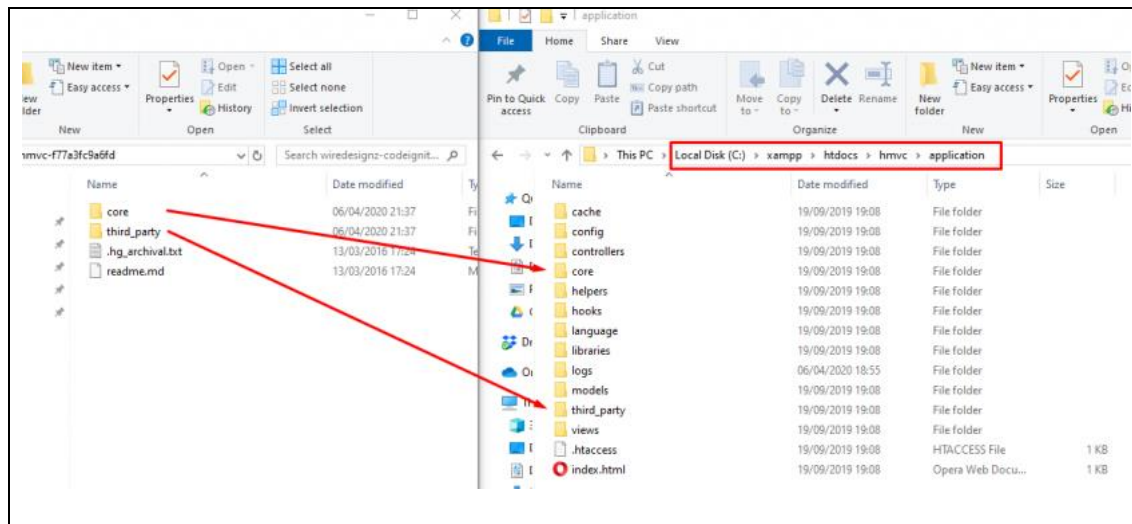 application
File Home Share View
New item
Easy access
Properties
Open
Edit
History
Select all
Select none
Invert selection
New
Open
Select
Pin to Quick access
Copy
Paste
Cut
Copy path
Paste shortcut
Move to
Copy to
Delete
Rename
New folder
New item
Easy access
Properties
Clipboard
Organize
New
Open
hmvc-f77a3fc9a6fd
Search wiredesignz-codeignit...
This PC > Local Disk (C:) > xampp > htdocs > hmvc > application
Name Date modified
core 06/04/2020 21:37
third_party 06/04/2020 21:37
.hg_archival.txt 13/03/2016 17:24
readme.md 13/03/2016 17:24
Name Date modified Type Size
cache 19/09/2019 19:08 File folder
config 19/09/2019 19:08 File folder
controllers 19/09/2019 19:08 File folder
core 19/09/2019 19:08 File folder
helpers 19/09/2019 19:08 File folder
hooks 19/09/2019 19:08 File folder
language 19/09/2019 19:08 File folder
libraries 19/09/2019 19:08 File folder
logs 06/04/2020 18:55 File folder
models 19/09/2019 19:08 File folder
third_party 19/09/2019 19:08 File folder
views 19/09/2019 19:08 File folder
.htaccess 19/09/2019 19:08 HTACCESS File 1 KB
index.html 19/09/2019 19:08 Opera Web Docu... 1 KB